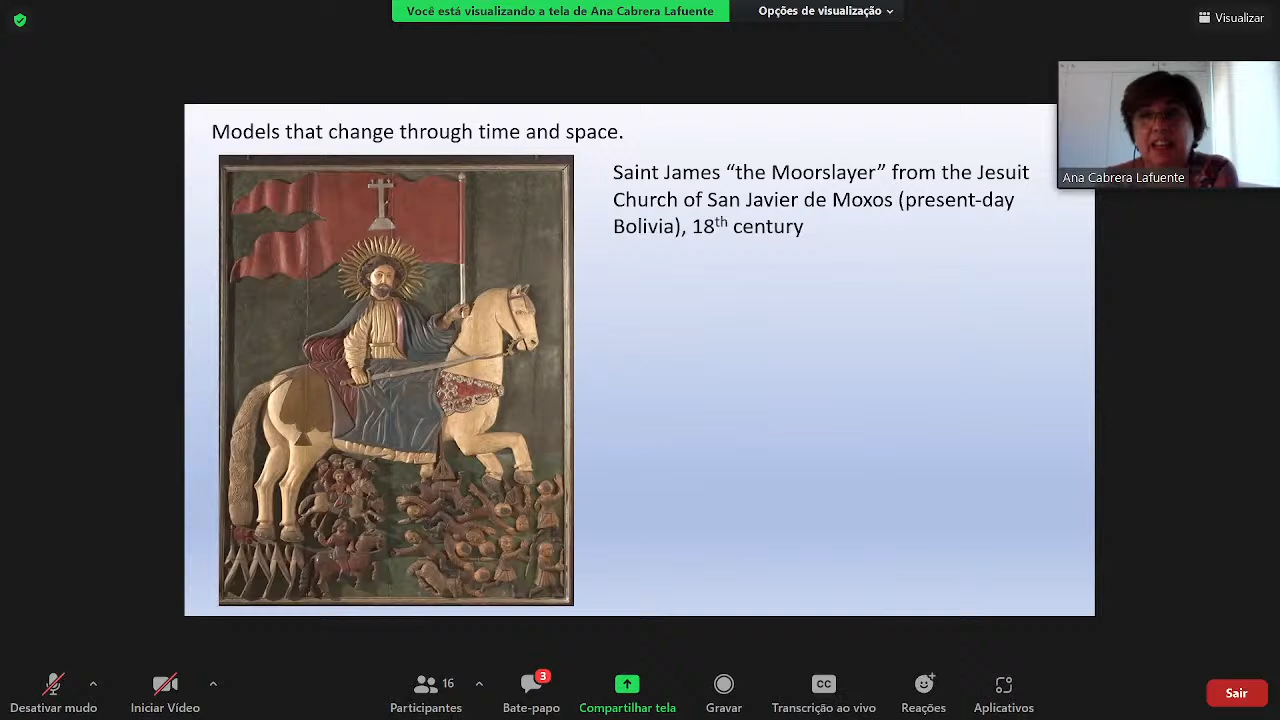 Você está visualizando a tela de Ana Cabrera Lafuente
Opções de visualização
Visualizar
Models that change through time and space.
Saint James “the Moorslayer” from the Jesuit
Church of San Javier de Moxos (present-day
Bolivia), 18th century
Ana Cabrera Lafuente
16
3
Desativar mudo
Iniciar Vídeo
Participantes
Bate-papo
Compartilhar tela
Gravar
CC
Transcrição ao vivo
Reações
Aplicativos
Sair